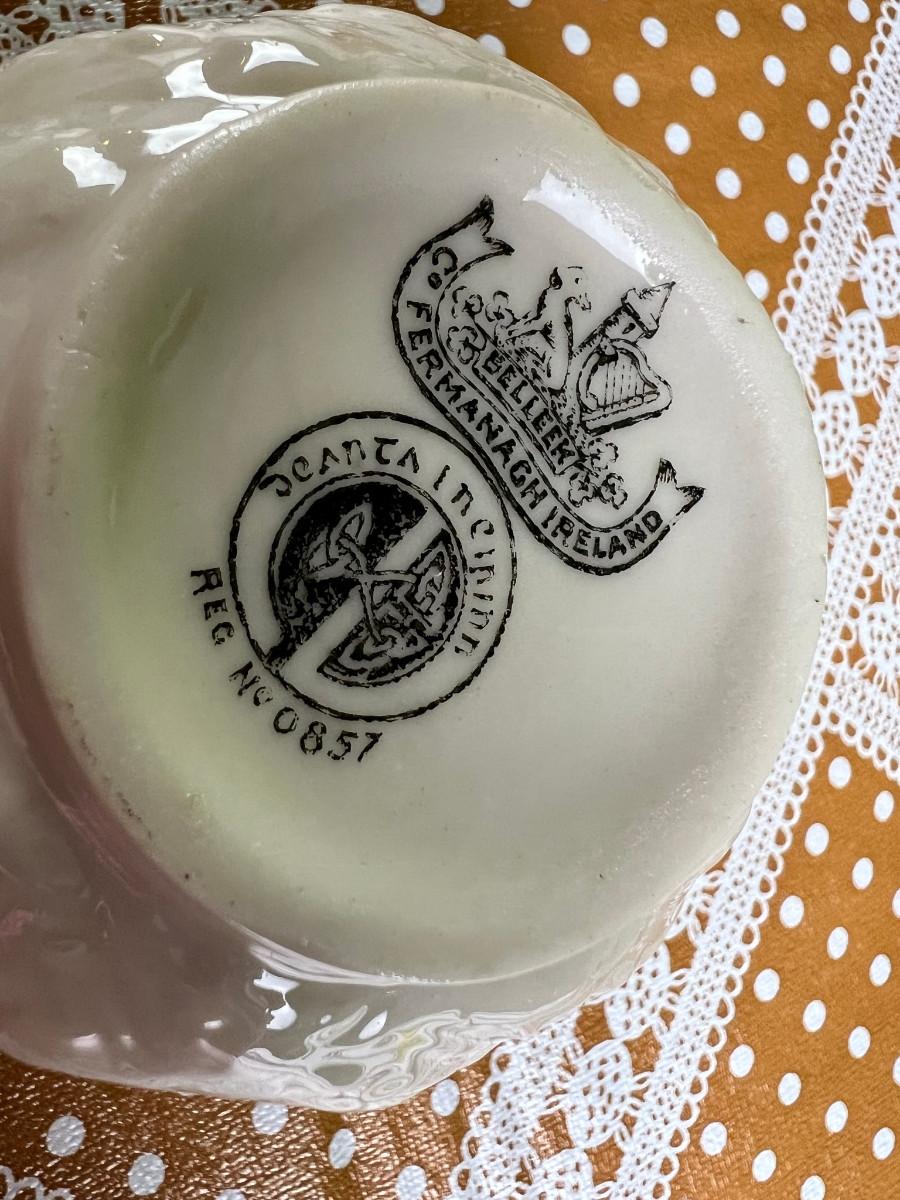 BELLEEK
Co FERMANAGH IRELAND
DEANTA IN EIRINN
REG No 0857